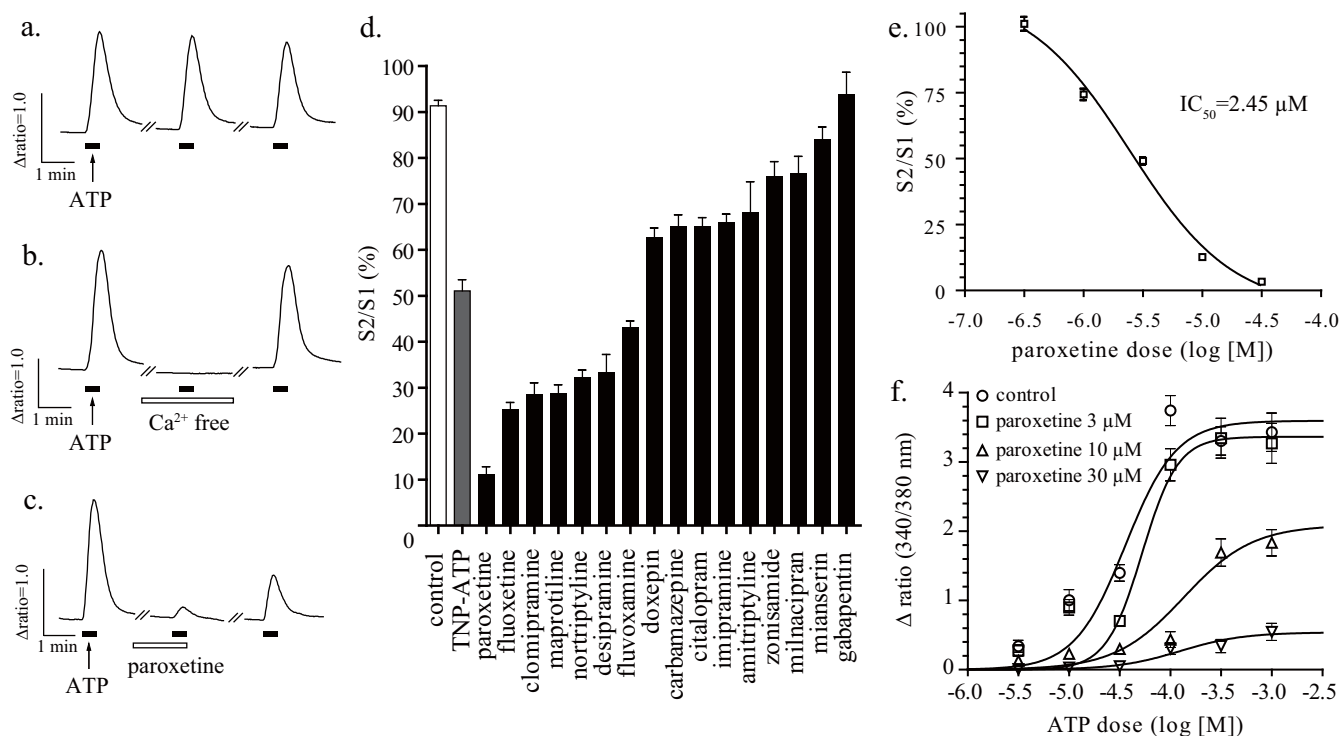 a.
Δratio=1.0
1 min
ATP
b.
Δratio=1.0
1 min
ATP
Ca²⁺ free
c.
Δratio=1.0
1 min
ATP
paroxetine
d.
S2/S1 (%)
100
90
80
70
60
50
40
30
20
10
0
control
TNP-ATP
paroxetine
fluoxetine
clomipramine
maprotiline
nortriptyline
desipramine
fluvoxamine
doxepin
carbamazepine
citalopram
imipramine
amitriptyline
zonisamide
milnacipran
mianserin
gabapentin
e.
S2/S1 (%)
100
75
50
25
0
IC₅₀=2.45 µM
-7.0 -6.5 -6.0 -5.5 -5.0 -4.5 -4.0
paroxetine dose (log [M])
f.
Δ ratio (340/380 nm)
4
3
2
1
0
control
paroxetine 3 µM
paroxetine 10 µM
paroxetine 30 µM
-6.0 -5.5 -5.0 -4.5 -4.0 -3.5 -3.0 -2.5
ATP dose (log [M])